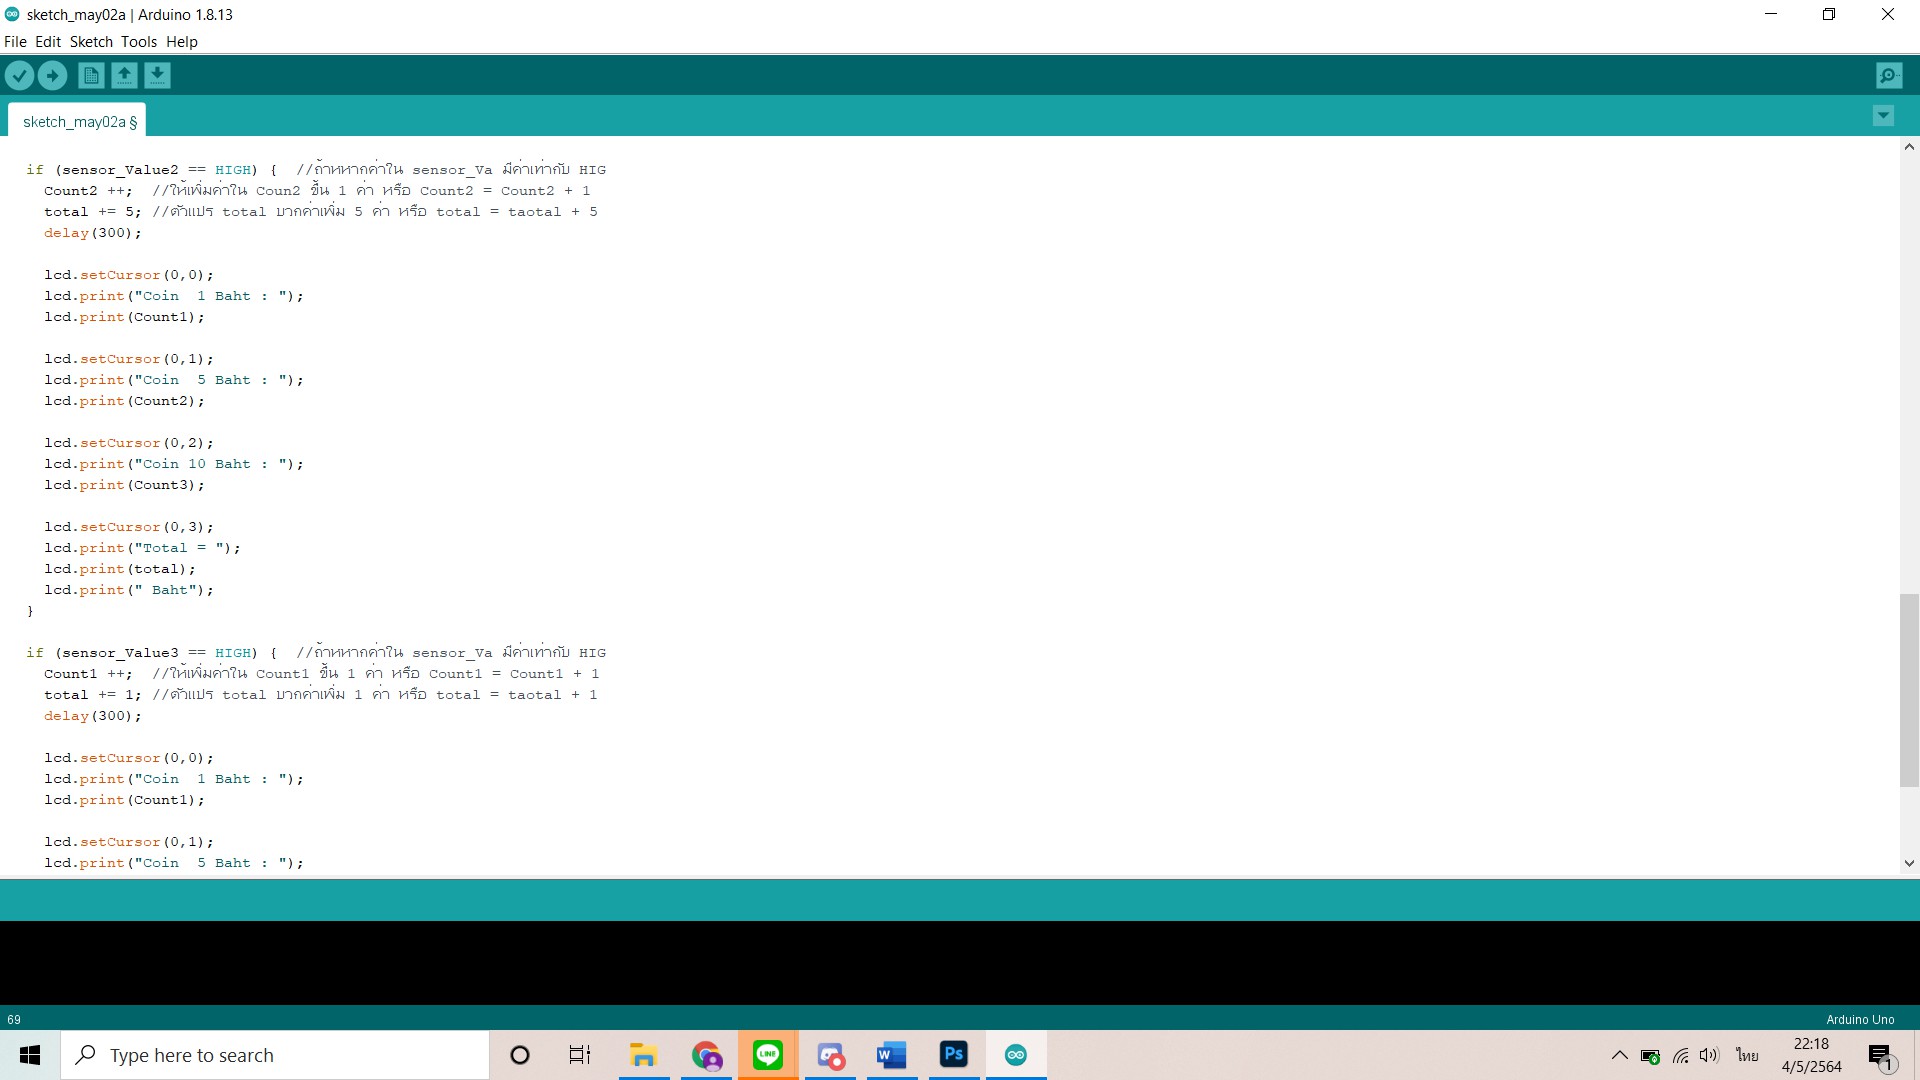 sketch_may02a | Arduino 1.8.13
File Edit Sketch Tools Help
sketch_may02a §
if (sensor_Value2 == HIGH) {  //ถ้าหหากค่าใน sensor_Va มีค่าเท่ากับ HIG
Count2 ++;  //ให้เพิ่มค่าใน Coun2 ขึ้น 1 ค่า หรือ Count2 = Count2 + 1
total += 5; //ตัวแปร total บวกค่าเพิ่ม 5 ค่า หรือ total = taotal + 5
delay(300);
lcd.setCursor(0,0);
lcd.print("Coin  1 Baht : ");
lcd.print(Count1);
lcd.setCursor(0,1);
lcd.print("Coin  5 Baht : ");
lcd.print(Count2);
lcd.setCursor(0,2);
lcd.print("Coin 10 Baht : ");
lcd.print(Count3);
lcd.setCursor(0,3);
lcd.print("Total = ");
lcd.print(total);
lcd.print(" Baht");
}
if (sensor_Value3 == HIGH) {  //ถ้าหหากค่าใน sensor_Va มีค่าเท่ากับ HIG
Count1 ++;  //ให้เพิ่มค่าใน Count1 ขึ้น 1 ค่า หรือ Count1 = Count1 + 1
total += 1; //ตัวแปร total บวกค่าเพิ่ม 1 ค่า หรือ total = taotal + 1
delay(300);
lcd.setCursor(0,0);
lcd.print("Coin  1 Baht : ");
lcd.print(Count1);
lcd.setCursor(0,1);
lcd.print("Coin  5 Baht : ");
69
Arduino Uno
Type here to search
LINE
W
Ps
ไทย
22:18
4/5/2564
1